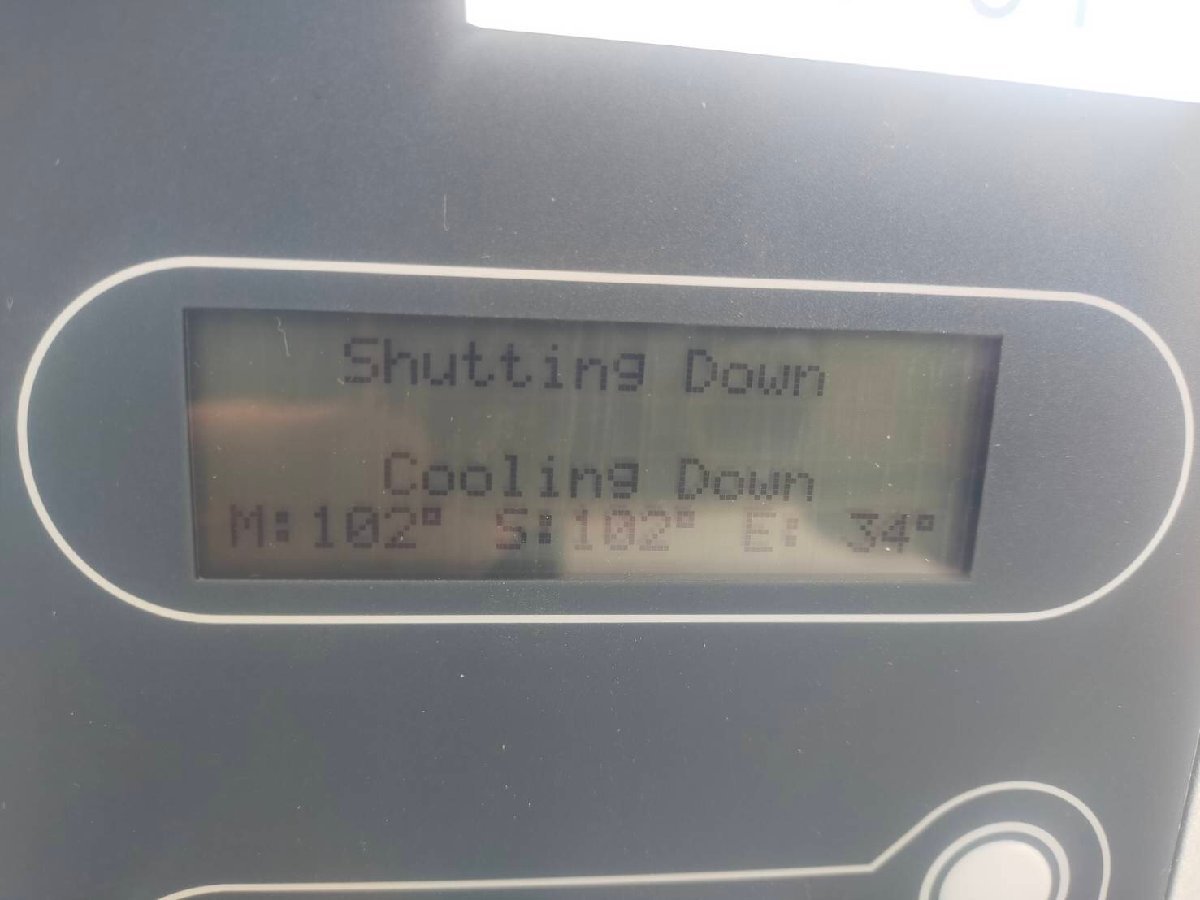 Shutting Down
Cooling Down
M:102° S:102° E: 34°